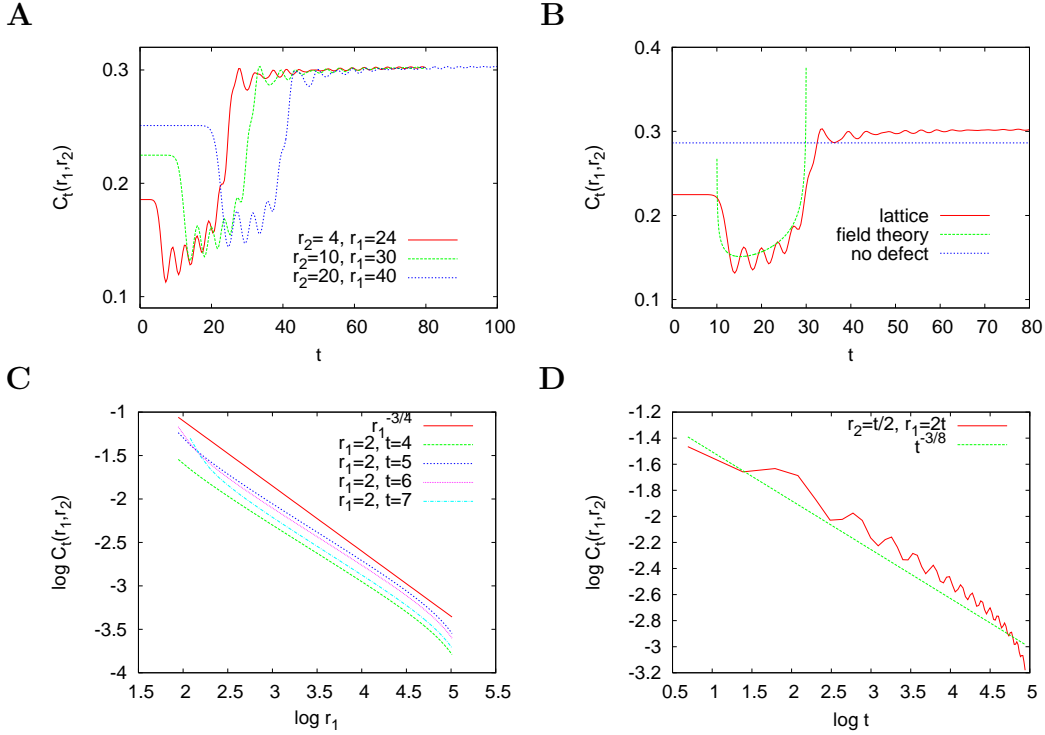 A
C_t(r_1,r_2)
0.3
0.2
0.1
r_2= 4, r_1=24
r_2=10, r_1=30
r_2=20, r_1=40
0 20 40 60 80 100
t
B
C_t(r_1,r_2)
0.4
0.3
0.2
0.1
lattice
field theory
no defect
0 10 20 30 40 50 60 70 80
t
C
log C_t(r_1,r_2)
-1
-1.5
-2
-2.5
-3
-3.5
-4
r_1^-3/4
r_1=2, t=4
r_1=2, t=5
r_1=2, t=6
r_1=2, t=7
1.5 2 2.5 3 3.5 4 4.5 5 5.5
log r_1
D
log C_t(r_1,r_2)
-1.2
-1.4
-1.6
-1.8
-2
-2.2
-2.4
-2.6
-2.8
-3
-3.2
r_2=t/2, r_1=2t
t^-3/8
0.5 1 1.5 2 2.5 3 3.5 4 4.5 5
log t